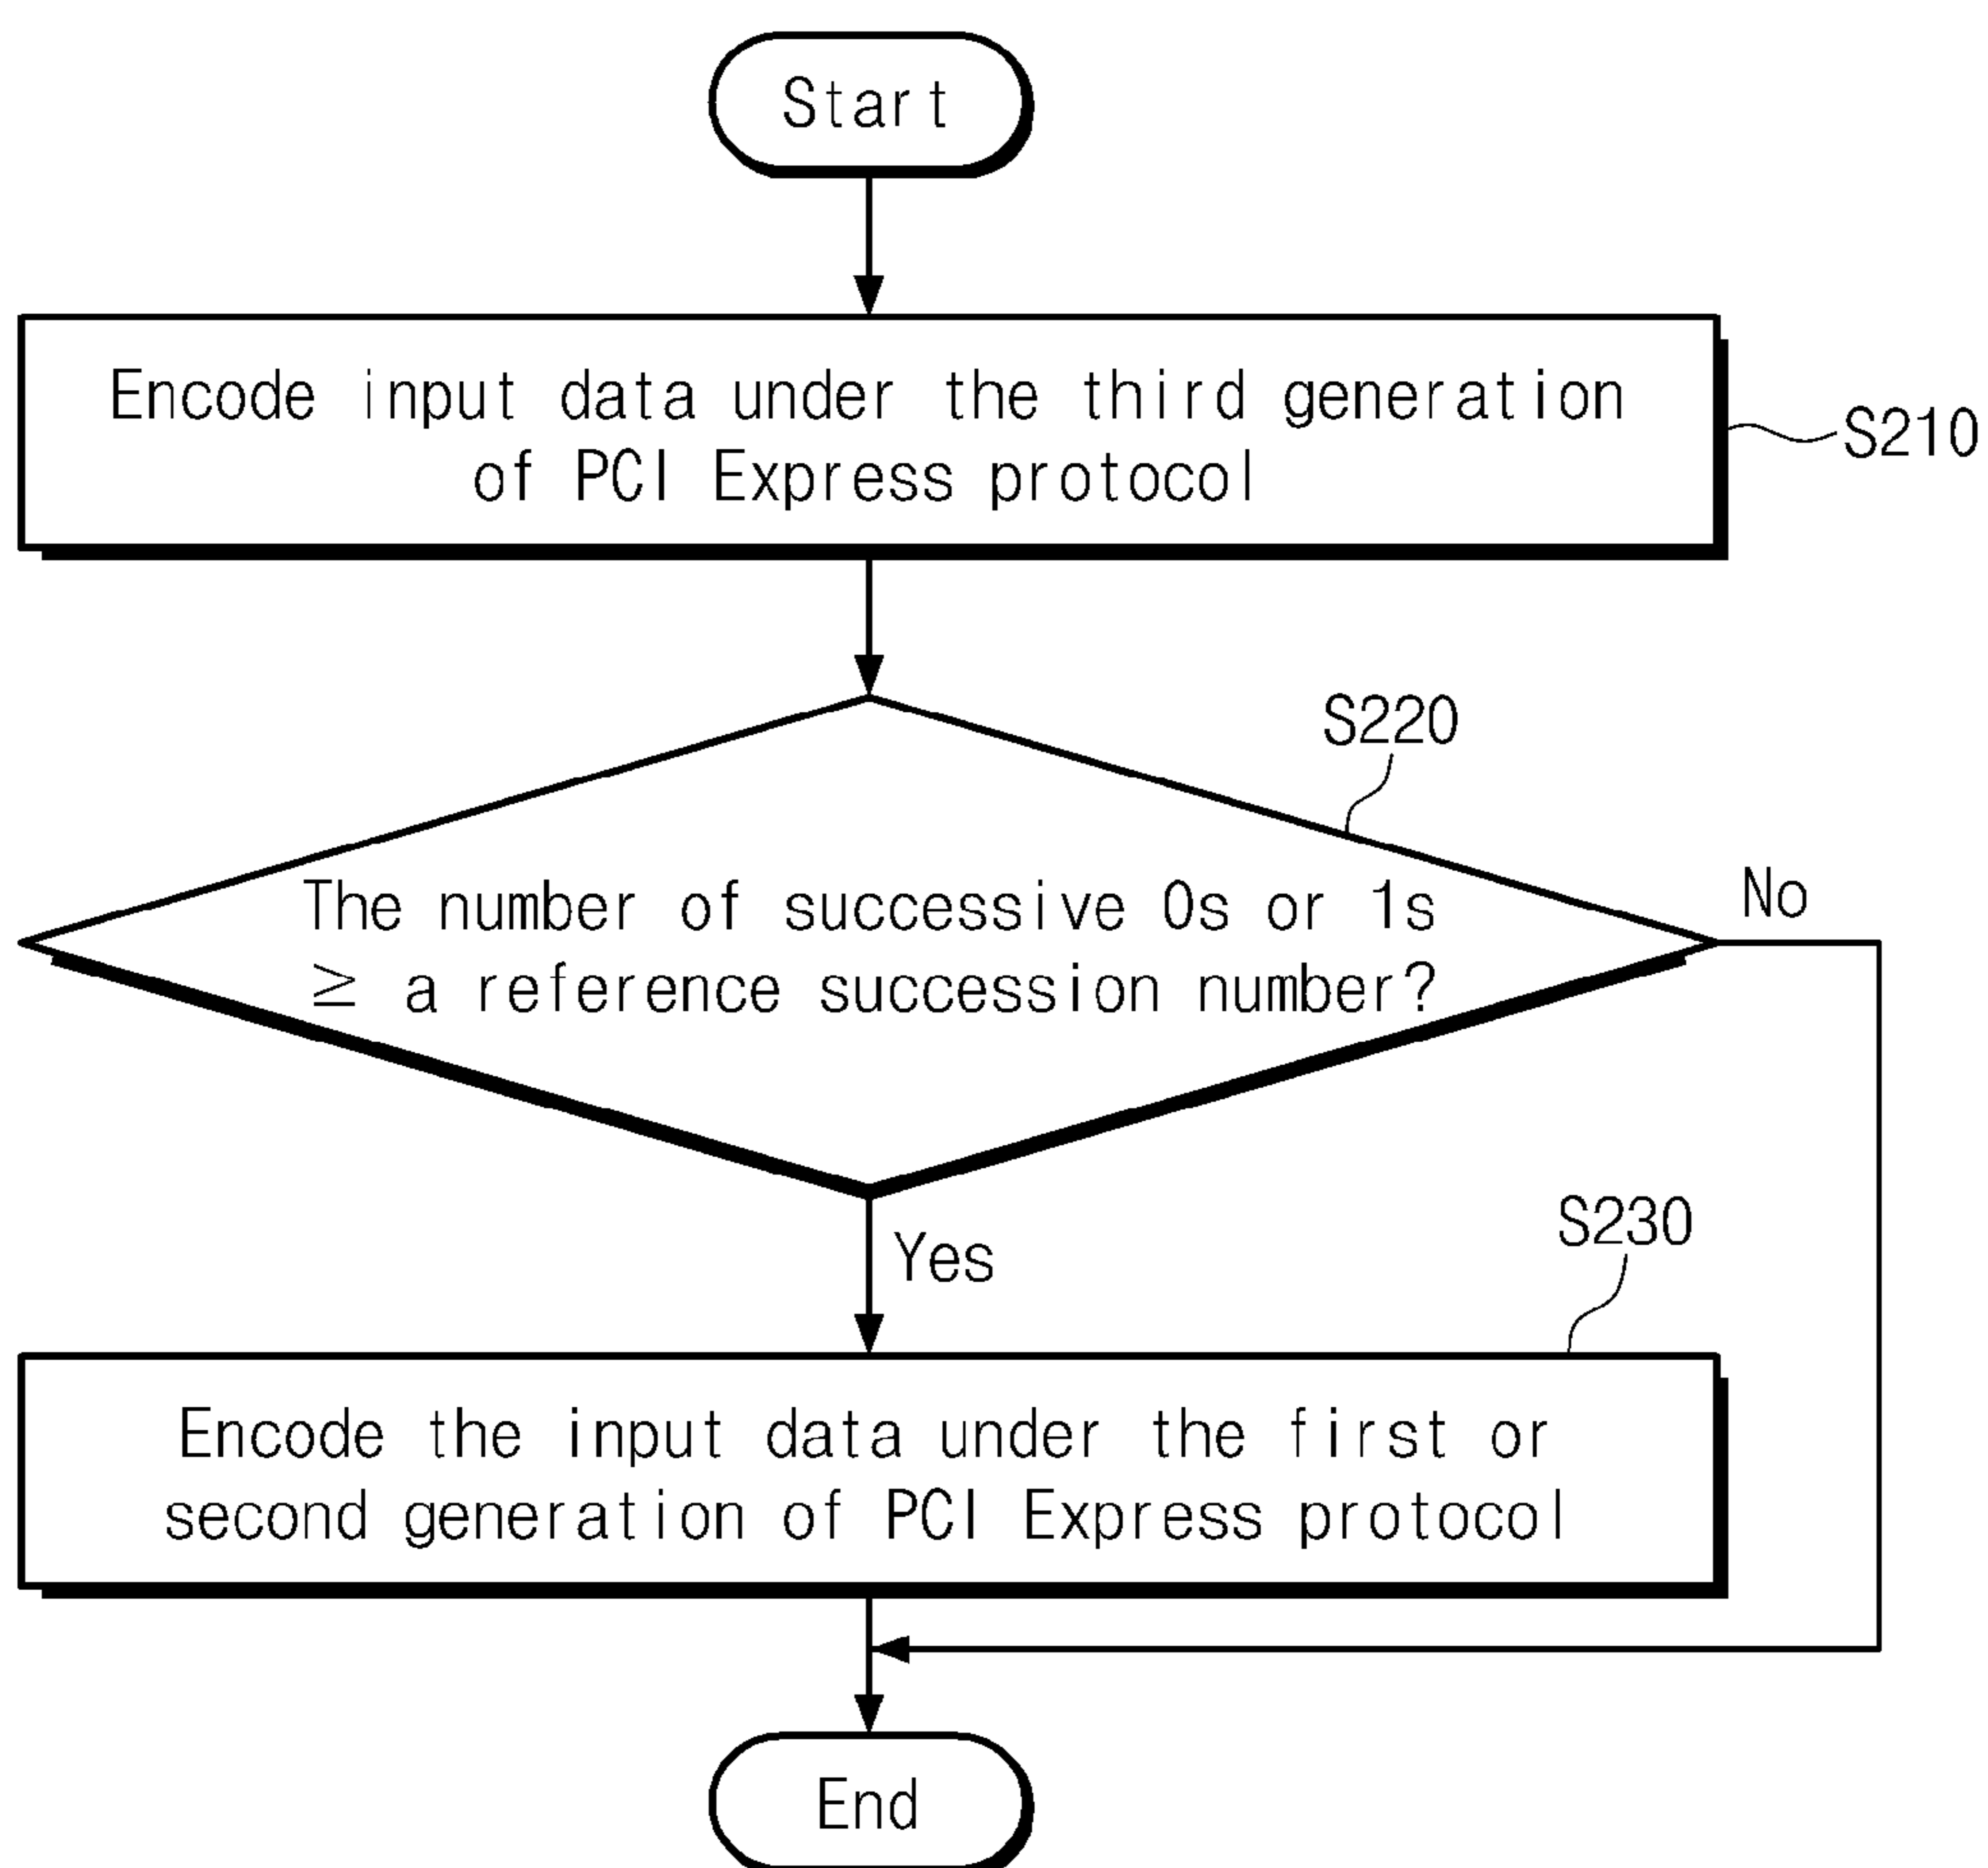 Start
Encode input data under the third generation
of PCI Express protocol
S210
S220
The number of successive 0s or 1s
≥ a reference succession number?
No
Yes
S230
Encode the input data under the first or
second generation of PCI Express protocol
End